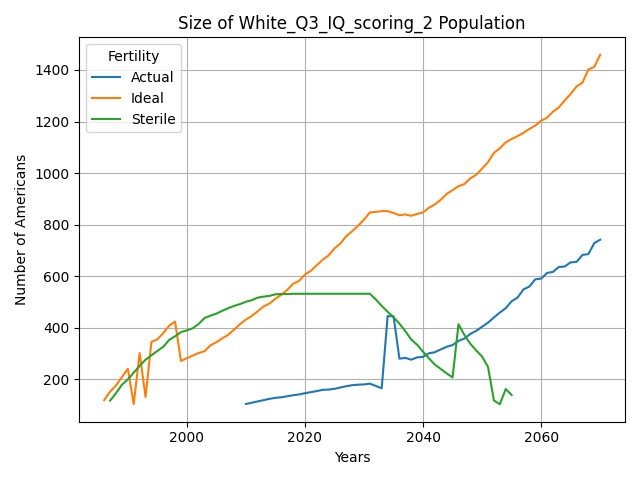 Size of White_Q3_IQ_scoring_2 Population
Fertility
Actual
Ideal
Sterile
Number of Americans
1400
1200
1000
800
600
400
200
2000
2020
2040
2060
Years